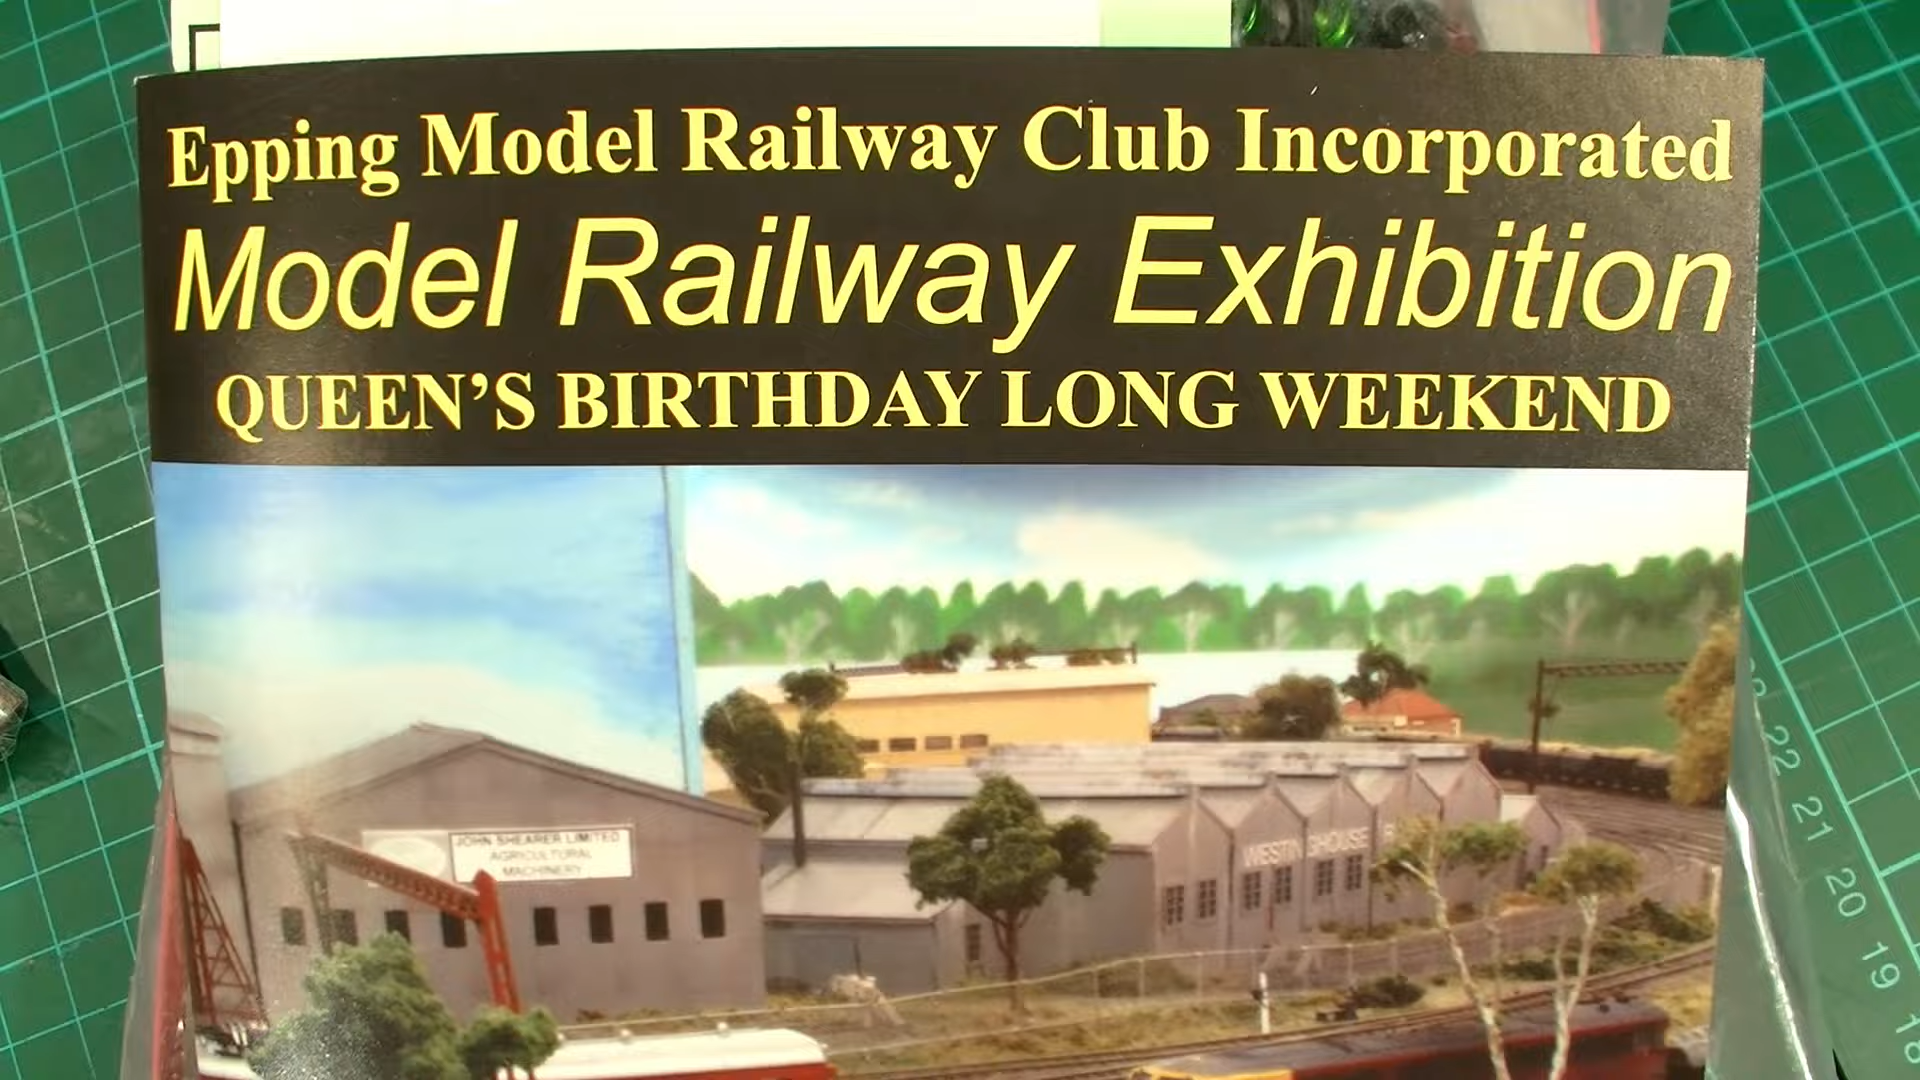 Epping Model Railway Club Incorporated
Model Railway Exhibition
QUEEN'S BIRTHDAY LONG WEEKEND
JOHN SHEARER LIMITED
AGRICULTURAL
MACHINERY
22
21
20
19
18